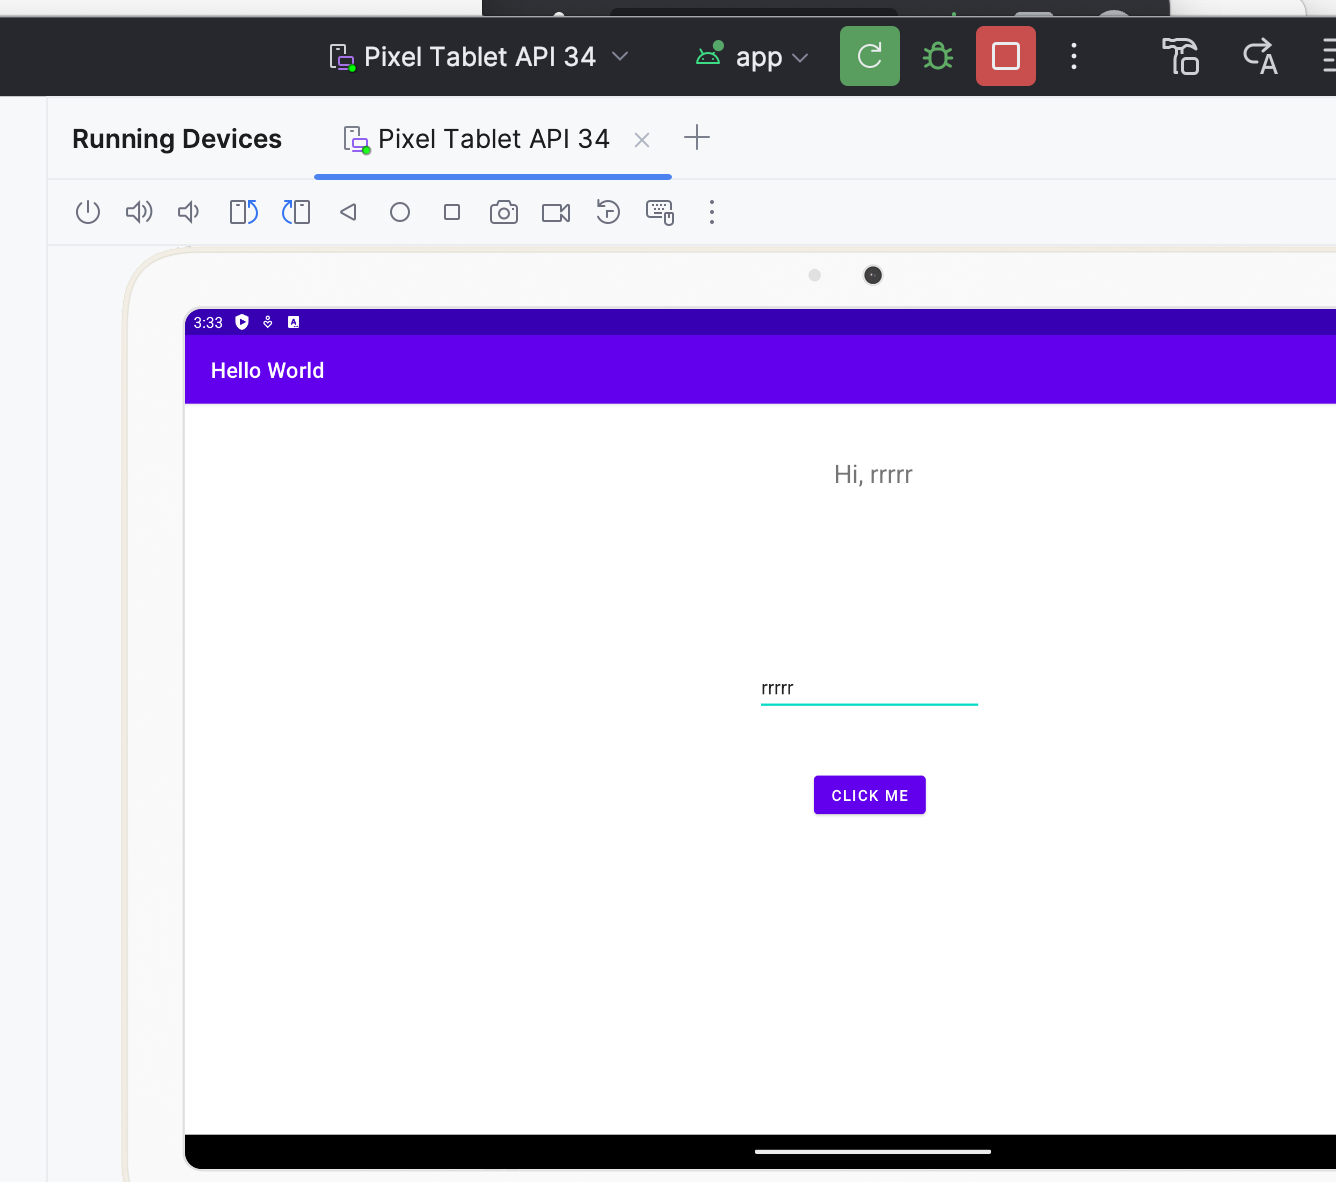 Pixel Tablet API 34 app
Running Devices Pixel Tablet API 34
3:33
Hello World
Hi, rrrrr
rrrrr
CLICK ME